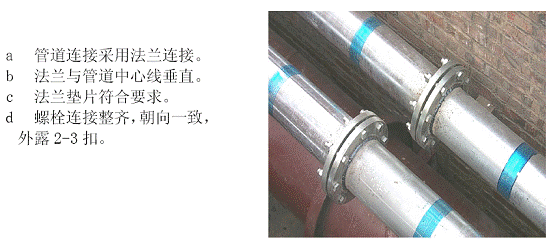 a 管道连接采用法兰连接。
b 法兰与管道中心线垂直。
c 法兰垫片符合要求。
d 螺栓连接整齐，朝向一致，
外露 2-3 扣。